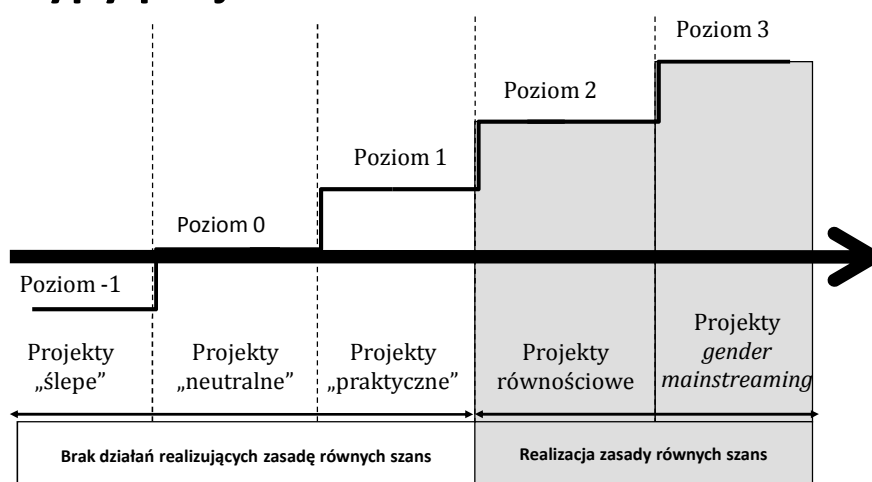 Poziom 3
Poziom 2
Poziom 1
Poziom 0
Poziom -1
Projekty
„ślepe”
Projekty
„neutralne”
Projekty
„praktyczne”
Projekty
równościowe
Projekty
gender
mainstreaming
Brak działań realizujących zasadę równych szans
Realizacja zasady równych szans